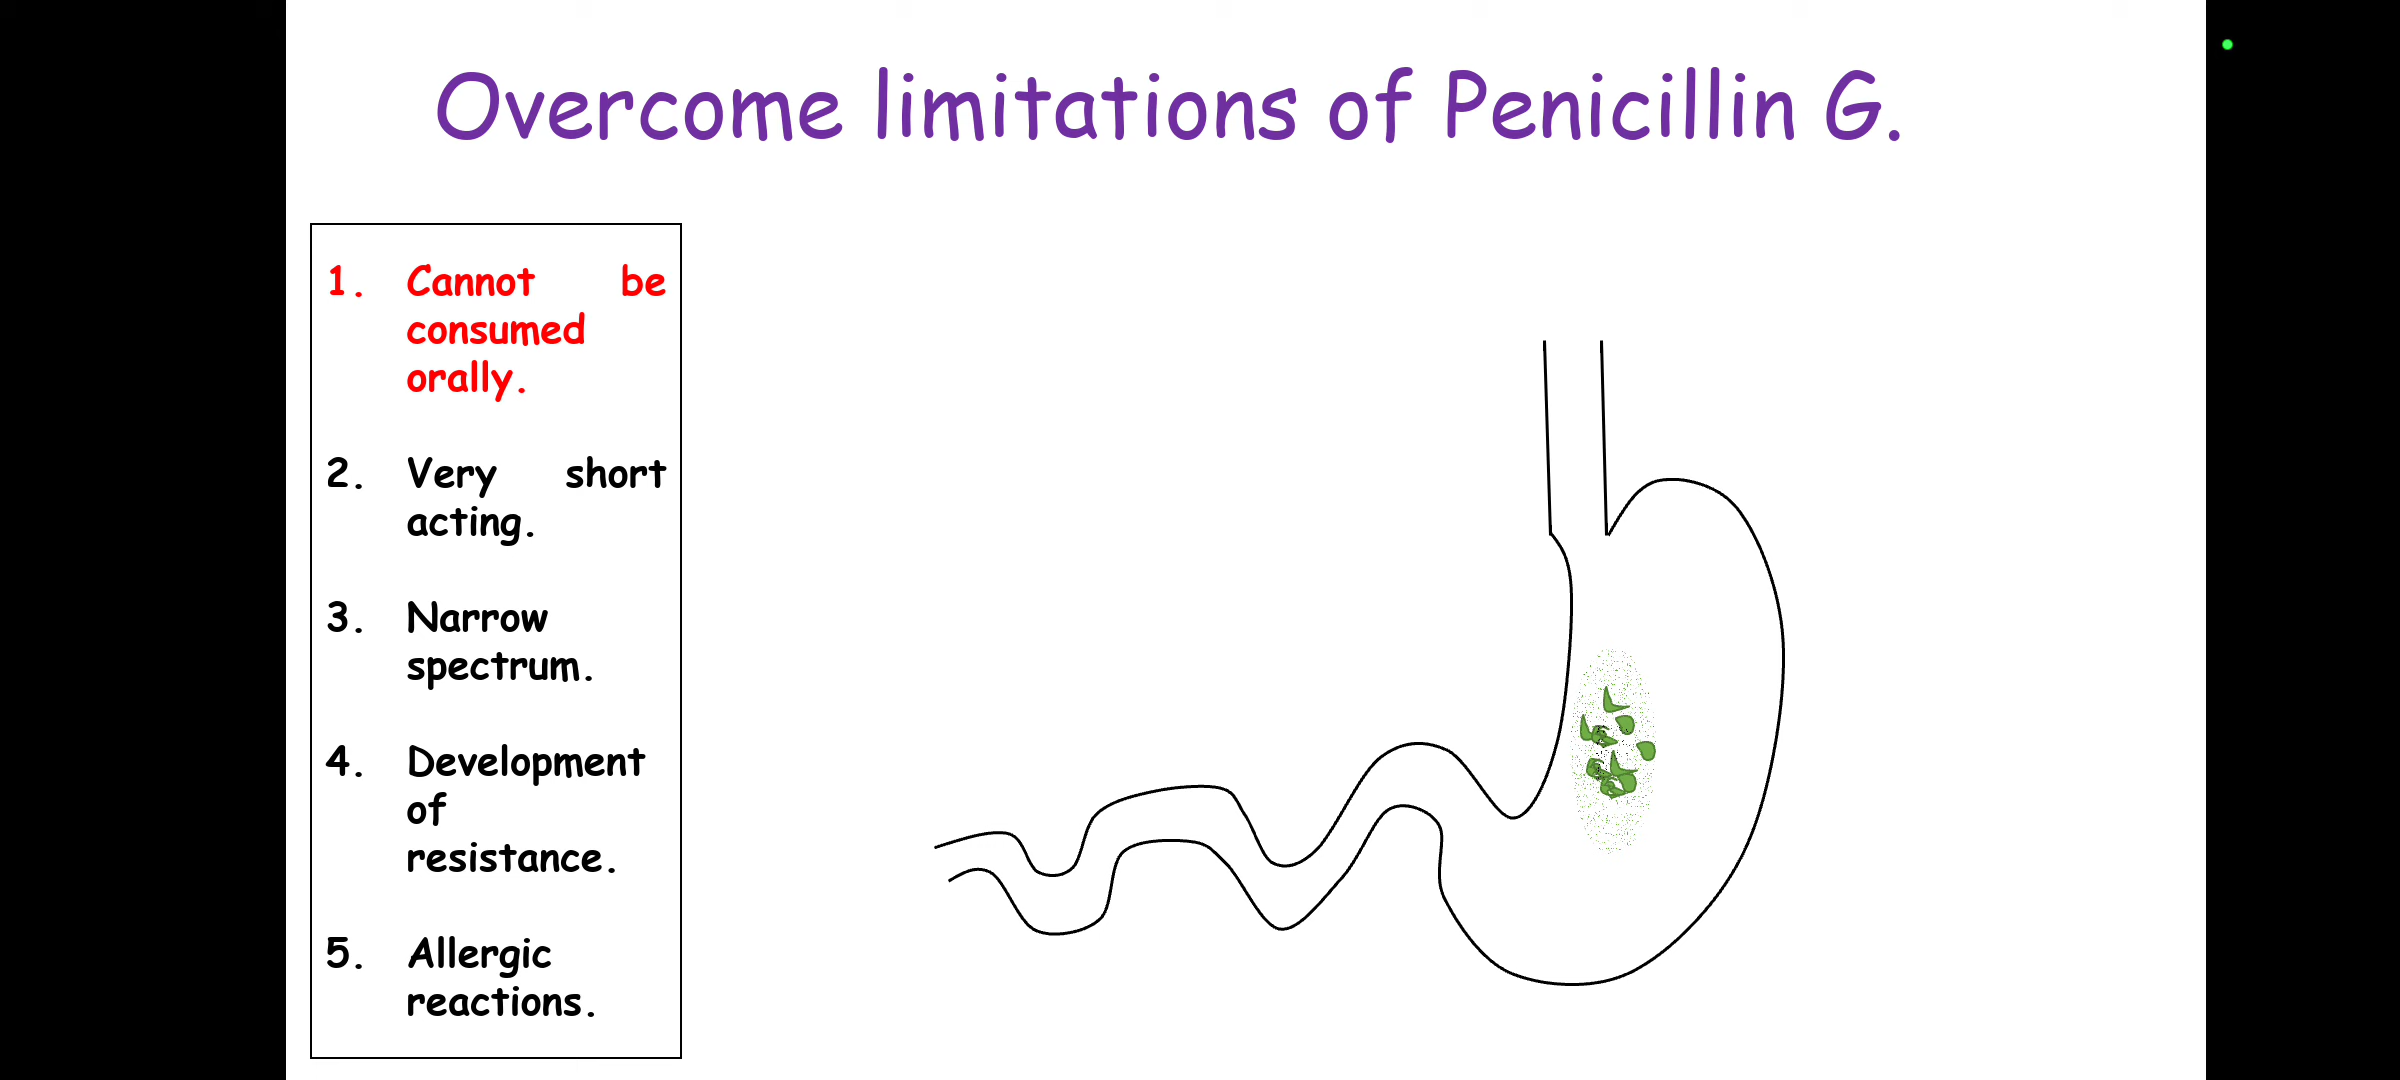 Overcome limitations of Penicillin G.
1. Cannot be
consumed
orally.
2. Very short
acting.
3. Narrow
spectrum.
4. Development
of
resistance.
5. Allergic
reactions.